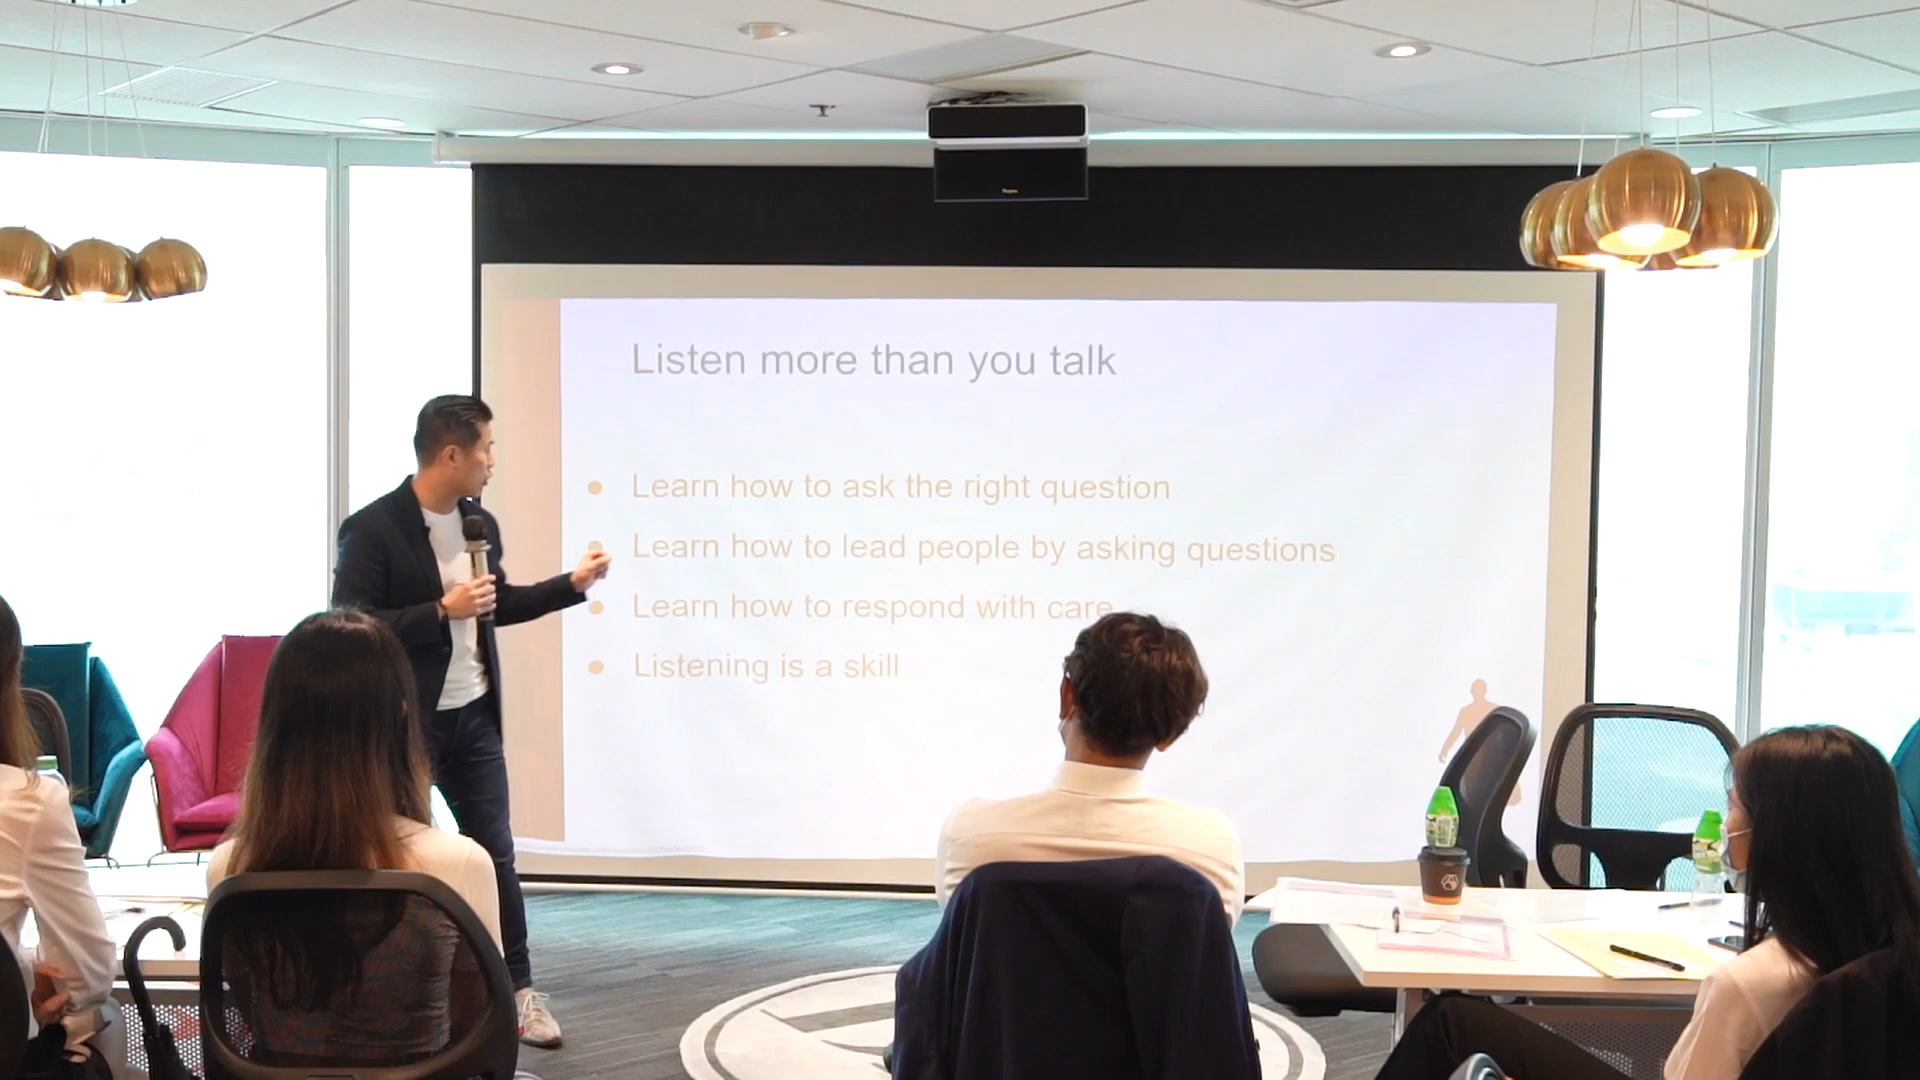 Listen more than you talk
● Learn how to ask the right question
● Learn how to lead people by asking questions
● Learn how to respond with care
● Listening is a skill